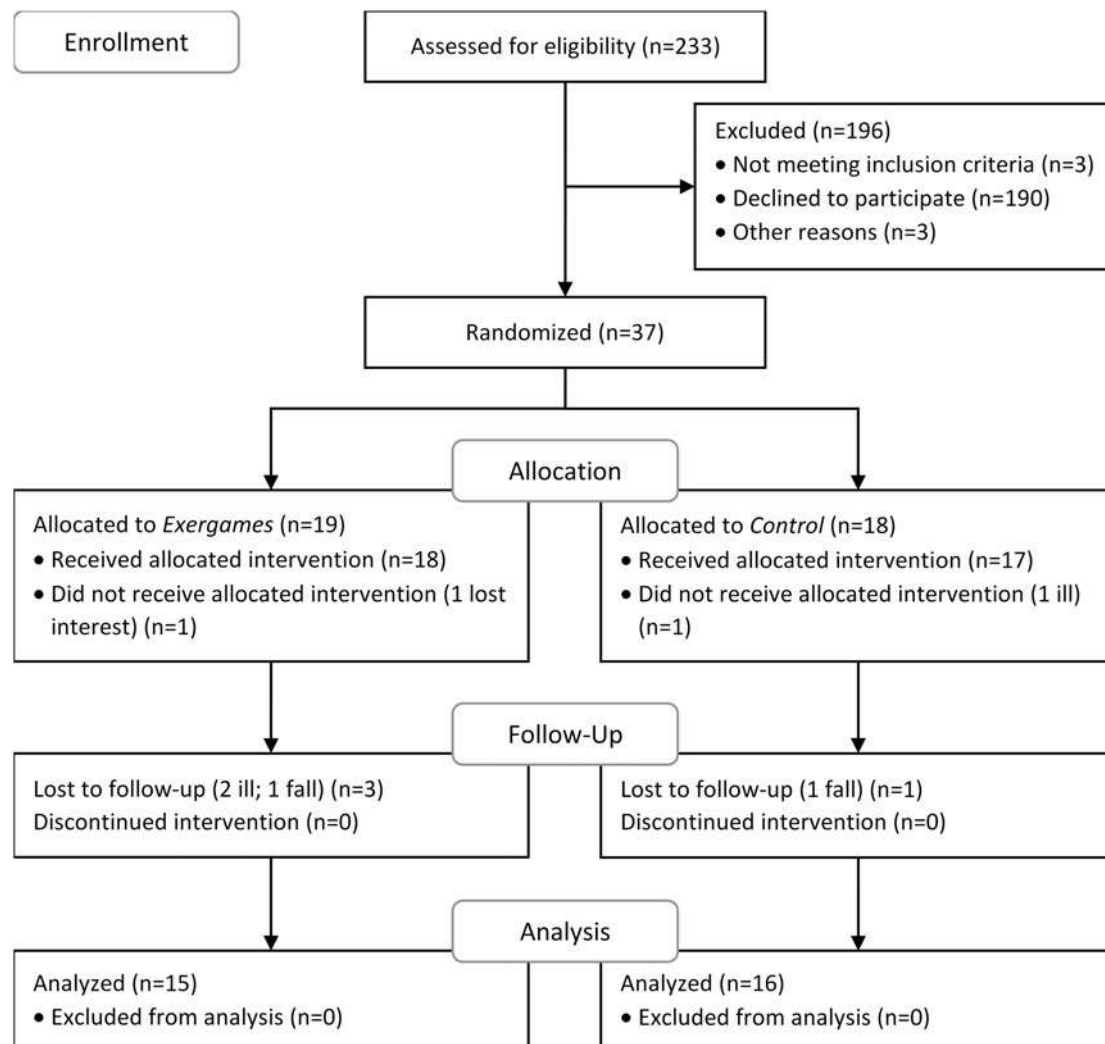 Enrollment
Assessed for eligibility (n=233)
Excluded (n=196)
• Not meeting inclusion criteria (n=3)
• Declined to participate (n=190)
• Other reasons (n=3)
Randomized (n=37)
Allocation
Allocated to Exergames (n=19)
• Received allocated intervention (n=18)
• Did not receive allocated intervention (1 lost
interest) (n=1)
Allocated to Control (n=18)
• Received allocated intervention (n=17)
• Did not receive allocated intervention (1 ill)
(n=1)
Follow-Up
Lost to follow-up (2 ill; 1 fall) (n=3)
Discontinued intervention (n=0)
Lost to follow-up (1 fall) (n=1)
Discontinued intervention (n=0)
Analysis
Analyzed (n=15)
• Excluded from analysis (n=0)
Analyzed (n=16)
• Excluded from analysis (n=0)